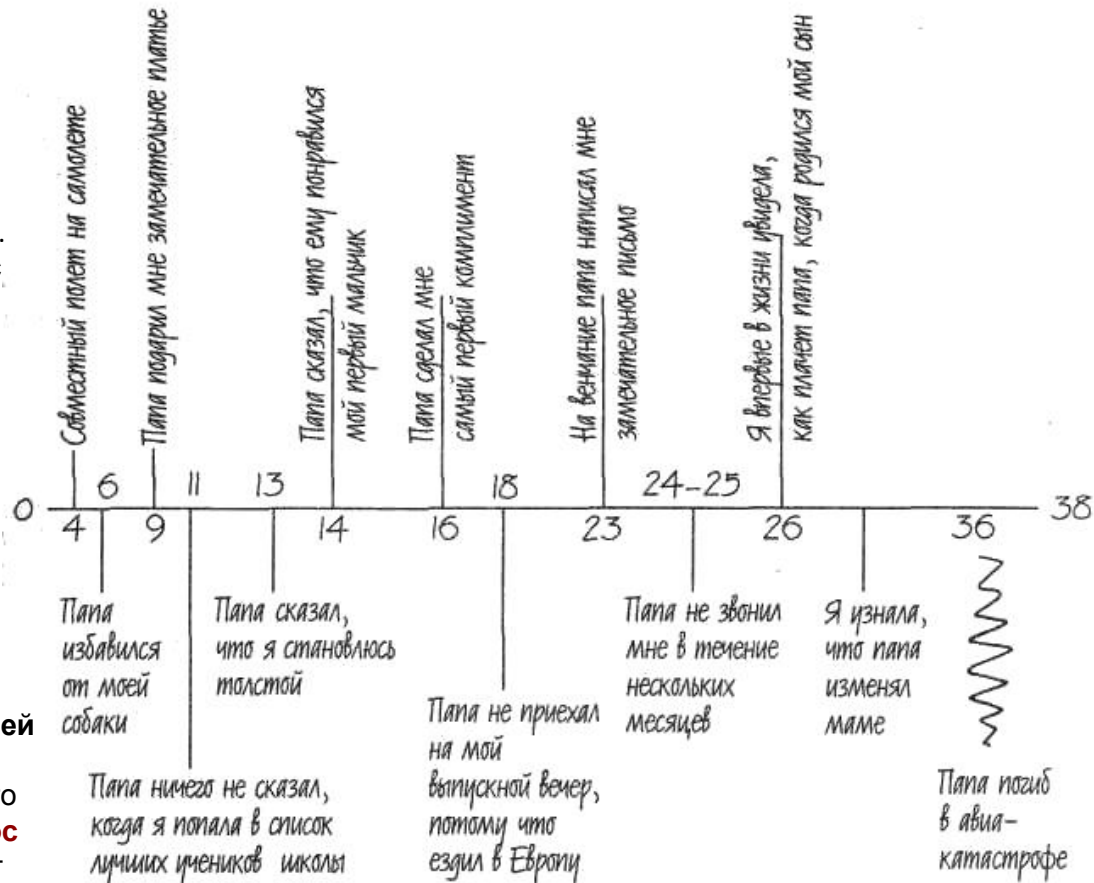 Совместный полет на самолете
Папа подарил мне замечательное платье
Папа сказал, что ему понравился
мой первый мальчик
Папа сделал мне
самый первый комплимент
На венчание папа написал мне
замечательное письмо
Я впервые в жизни увидела,
как плачет папа, когда родился мой сын
6 11 13 18 24–25
0 38
4 9 14 16 23 26 36
Папа
избавился
от моей
собаки
Папа сказал,
что я становлюсь
толстой
Папа не звонил
мне в течение
нескольких
месяцев
Я узнала,
что папа
изменял
маме
Папа ничего не сказал,
когда я попала в список
лучших учеников школы
Папа не приехал
на мой
выпускной вечер,
потому что
ездил в Европу
Папа погиб
в авиа-
катастрофе
ей